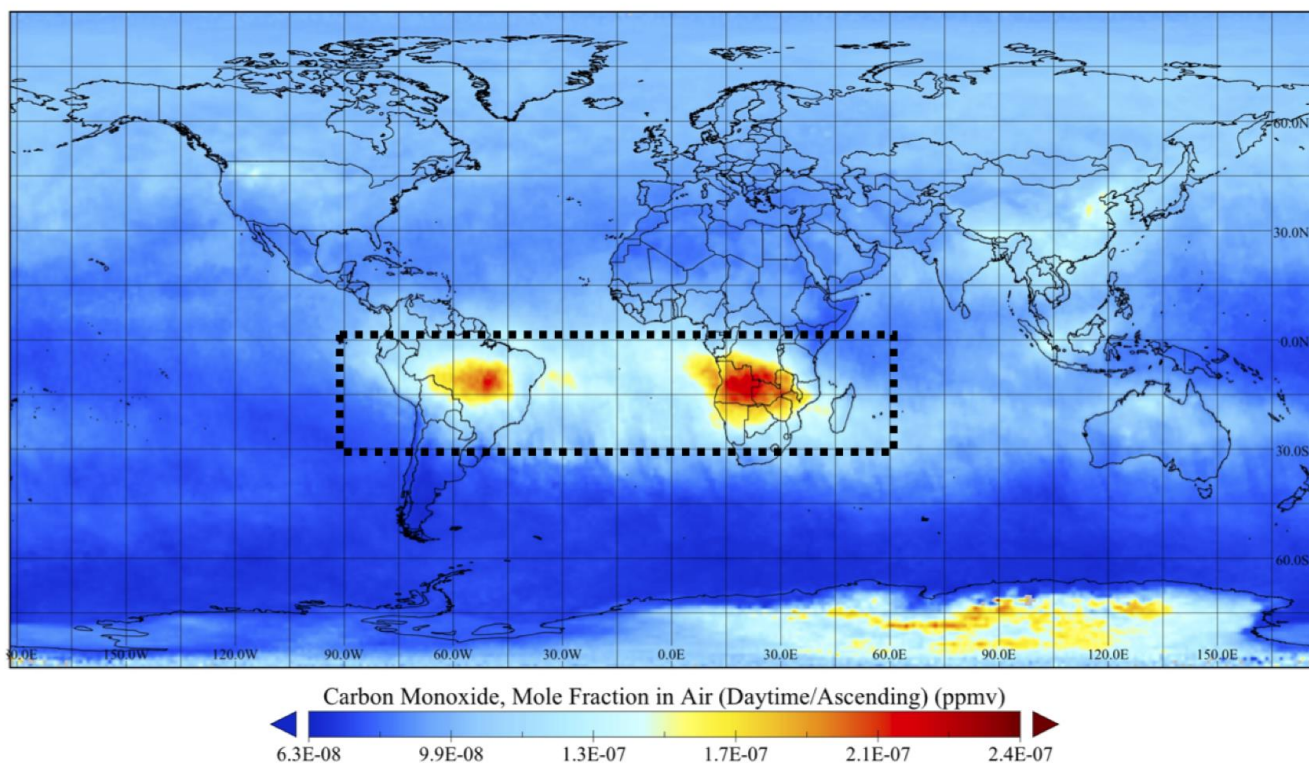 60.0N
30.0N
0.0N
30.0S
60.0S
150.0W 120.0W 90.0W 60.0W 30.0W 0.0E 30.0E 60.0E 90.0E 120.0E 150.0E
Carbon Monoxide, Mole Fraction in Air (Daytime/Ascending) (ppmv)
6.3E-08 9.9E-08 1.3E-07 1.7E-07 2.1E-07 2.4E-07